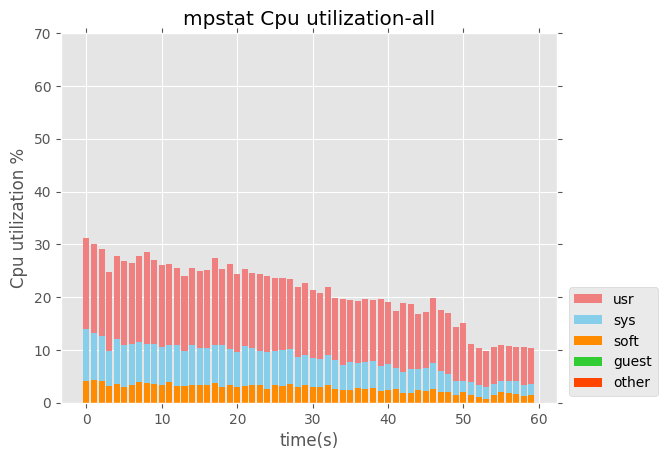 mpstat Cpu utilization-all
Cpu utilization %
70
60
50
40
30
20
10
0
0 10 20 30 40 50 60
time(s)
usr
sys
soft
guest
other